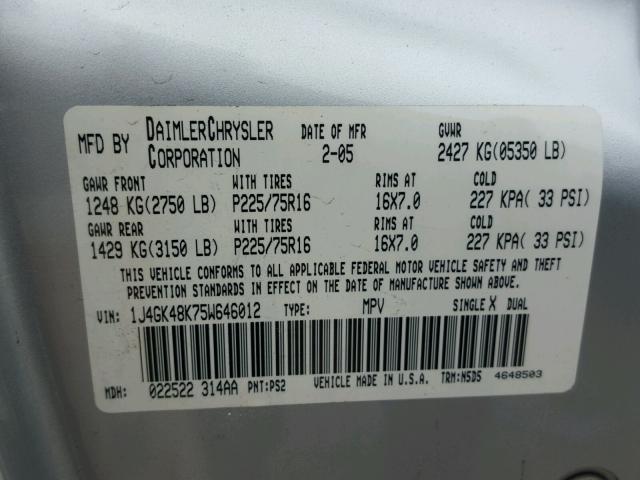 MFD BY DAIMLERCHRYSLER CORPORATION DATE OF MFR 2-05 GVWR 2427 KG(05350 LB)
GAWR FRONT WITH TIRES RIMS AT COLD
1248 KG(2750 LB) P225/75R16 16X7.0 227 KPA( 33 PSI)
GAWR REAR WITH TIRES RIMS AT COLD
1429 KG(3150 LB) P225/75R16 16X7.0 227 KPA( 33 PSI)
THIS VEHICLE CONFORMS TO ALL APPLICABLE FEDERAL MOTOR VEHICLE SAFETY AND THEFT
PREVENTION STANDARDS IN EFFECT ON THE DATE OF MANUFACTURE SHOWN ABOVE.
VIN: 1J4GK48K75W646012 TYPE: MPV SINGLE X DUAL
MDH: 022522 314AA PNT:PS2 VEHICLE MADE IN U.S.A. TRM:N5D5 4648503